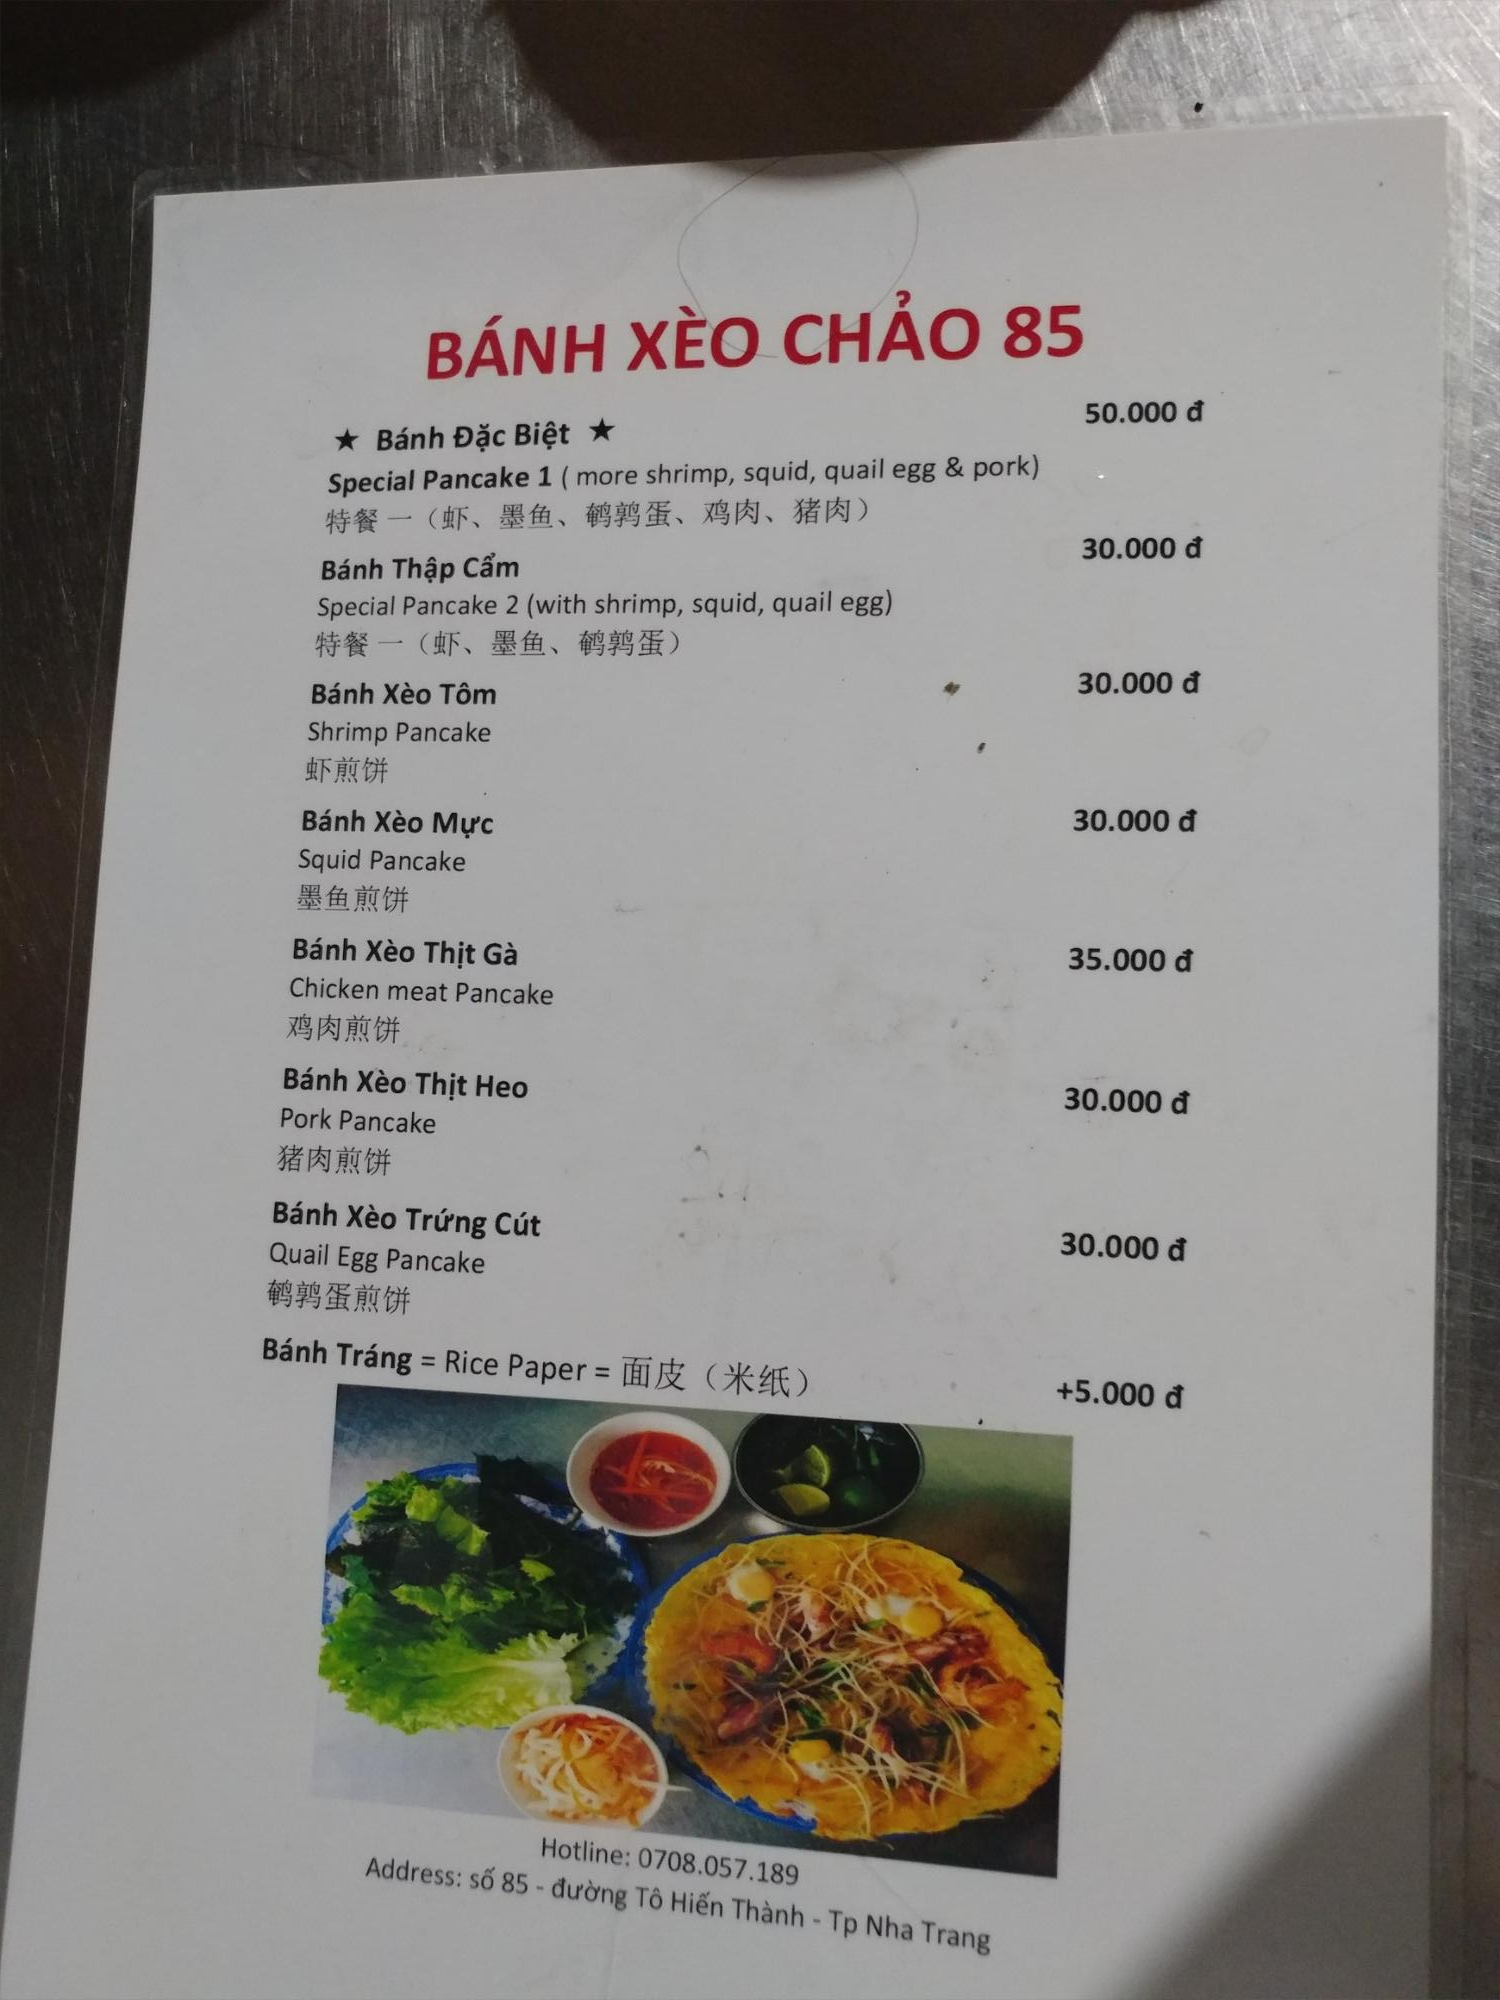 BÁNH XÈO CHẢO 85
★ Bánh Đặc Biệt ★ 50.000 đ
Special Pancake 1 ( more shrimp, squid, quail egg & pork)
特餐 一（虾、墨鱼、鹌鹑蛋、鸡肉、猪肉）
Bánh Thập Cẩm 30.000 đ
Special Pancake 2 (with shrimp, squid, quail egg)
特餐 一（虾、墨鱼、鹌鹑蛋）
Bánh Xèo Tôm 30.000 đ
Shrimp Pancake
虾煎饼
Bánh Xèo Mực 30.000 đ
Squid Pancake
墨鱼煎饼
Bánh Xèo Thịt Gà 35.000 đ
Chicken meat Pancake
鸡肉煎饼
Bánh Xèo Thịt Heo 30.000 đ
Pork Pancake
猪肉煎饼
Bánh Xèo Trứng Cút 30.000 đ
Quail Egg Pancake
鹌鹑蛋煎饼
Bánh Tráng = Rice Paper = 面皮（米纸） +5.000 đ
Hotline: 0708.057.189
Address: số 85 - đường Tô Hiến Thành - Tp Nha Trang